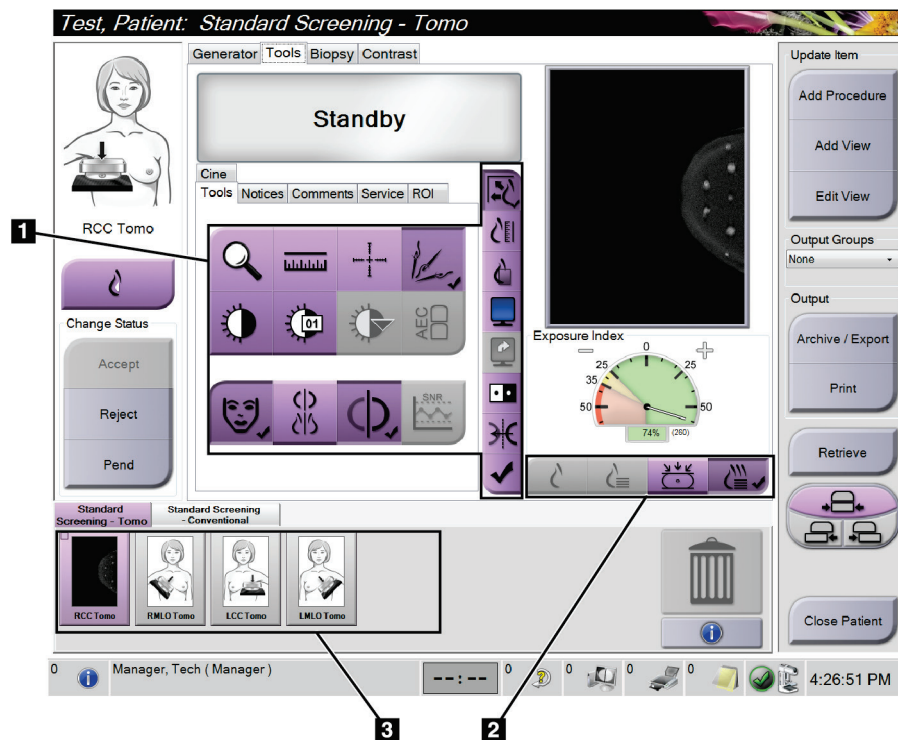 Test, Patient: Standard Screening - Tomo
Generator Tools Biopsy Contrast
Standby
Cine
Tools Notices Comments Service ROI
01
AEC
SNR
RCC Tomo
Change Status
Accept
Reject
Pend
Exposure Index
0
25 25
35
50 50
74% (260)
Update Item
Add Procedure
Add View
Edit View
Output Groups
None
Output
Archive / Export
Print
Retrieve
Close Patient
Standard
Screening - Tomo
Standard Screening
- Conventional
RCC Tomo
RMLO Tomo
LCC Tomo
LMLO Tomo
0 Manager, Tech ( Manager ) --:-- 0 0 0 0 4:26:51 PM
1
3
2